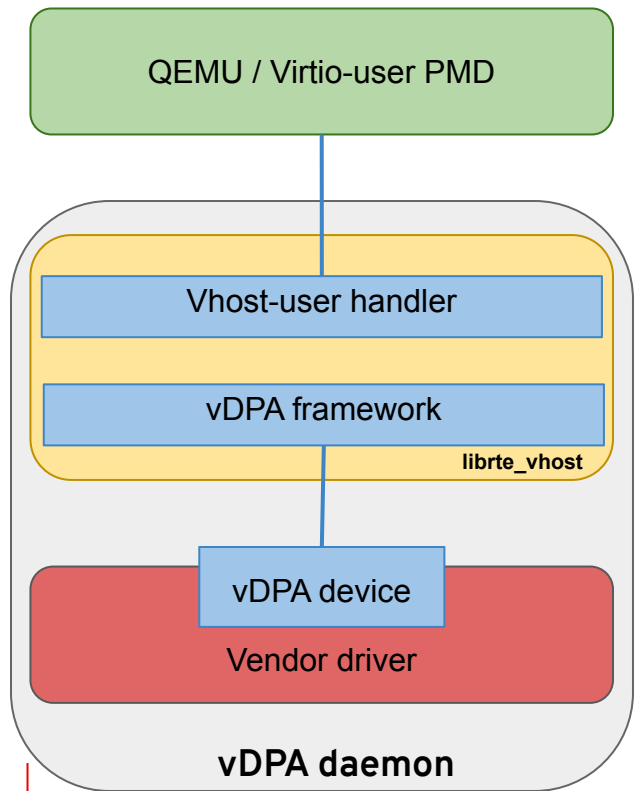 QEMU / Virtio-user PMD
Vhost-user handler
vDPA framework
librte_vhost
vDPA device
Vendor driver
vDPA daemon